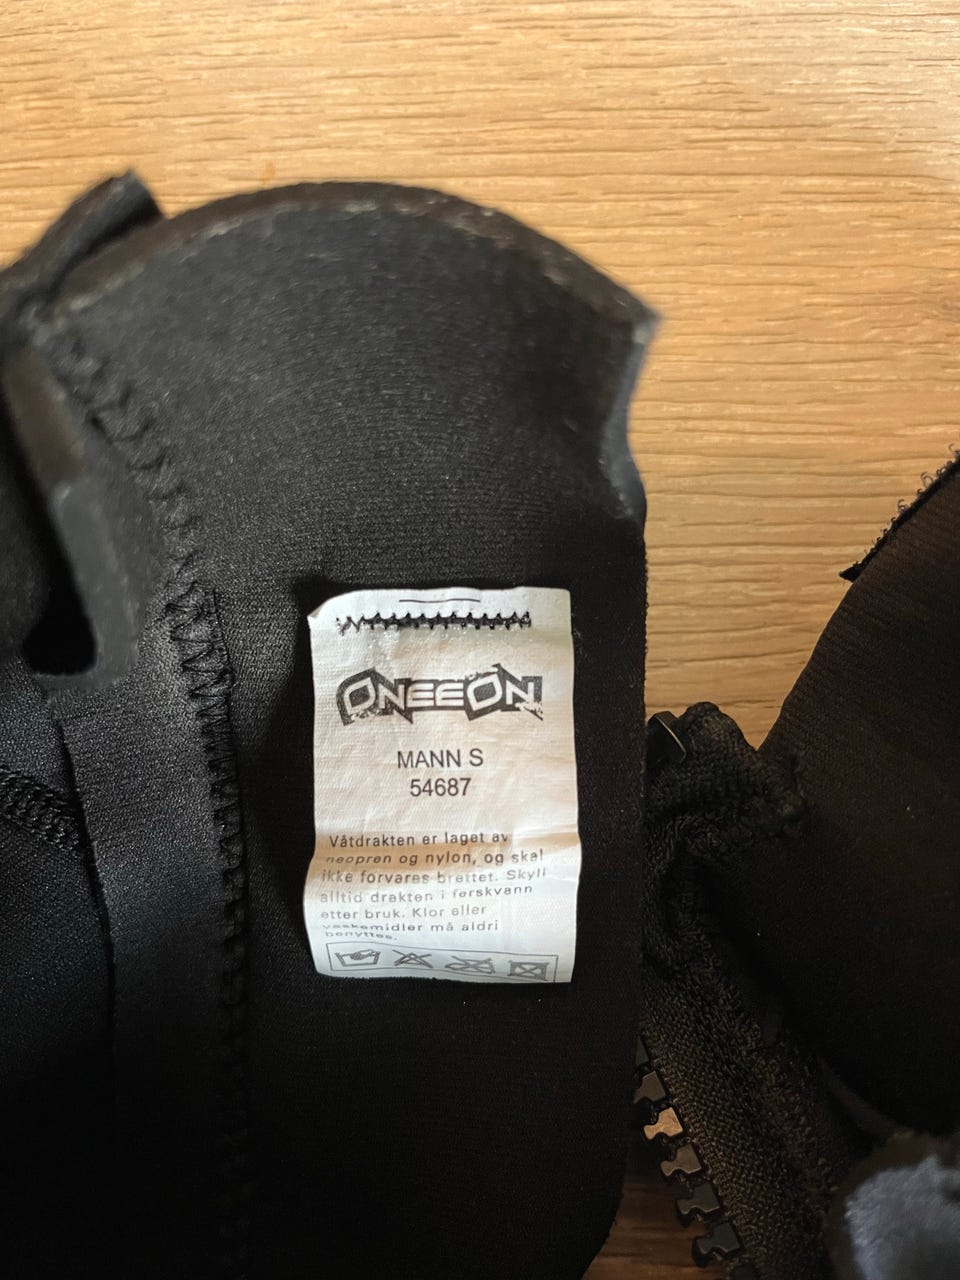 ONEEON
MANN S
54687
Våtdrakten er laget av
neopren og nylon, og skal
ikke forvares brettet. Skyll
alltid drakten i ferskvann
etter bruk. Klor eller
vaskemidler må aldri
benyttes.